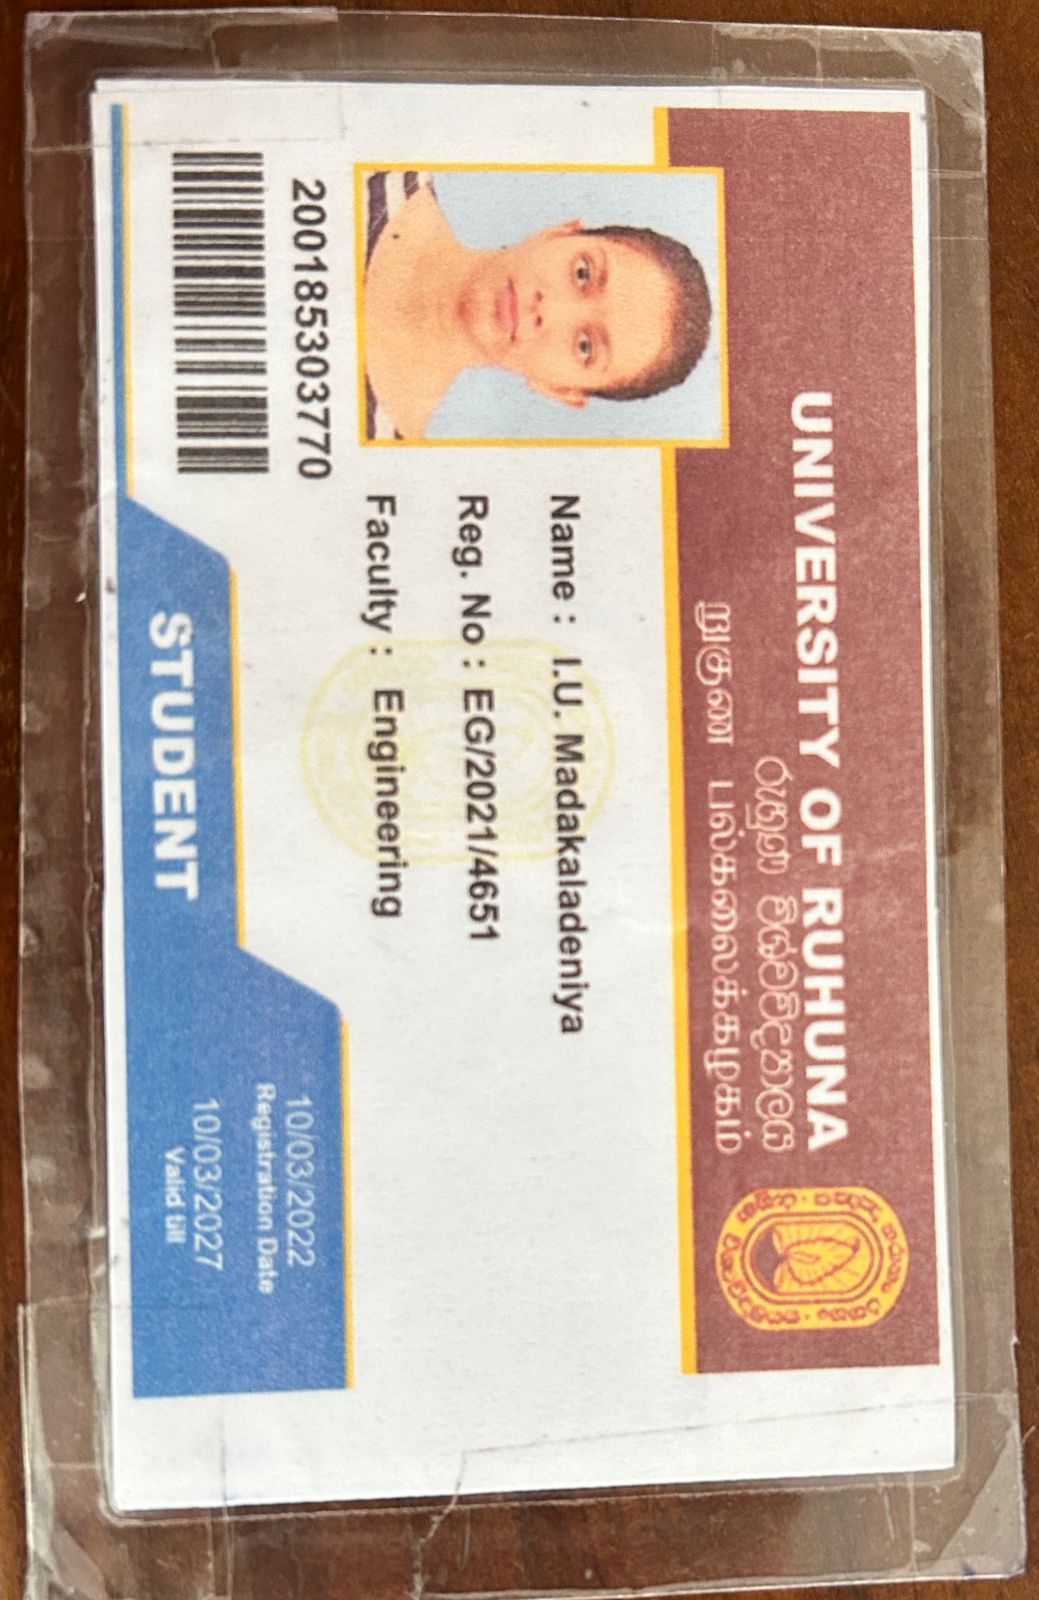 UNIVERSITY OF RUHUNA
රුහුණ විශ්වවිද්‍යාලය
றுகுண பல்கலைக்கழகம்
Name : I.U. Madakaladeniya
Reg. No : EG/2021/4651
Faculty : Engineering
200185303770
10/03/2022
Registration Date
10/03/2027
Valid till
STUDENT